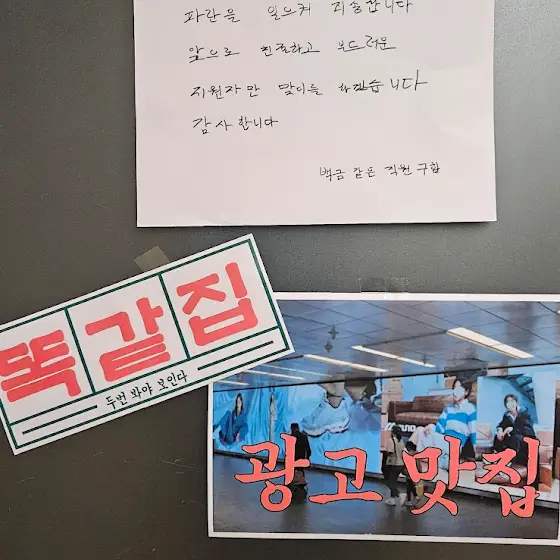 파란을 일으켜 죄송합니다
앞으로 친절하고 부드러운
지원자만 맞이를 하겠습니다
감사합니다
백금 같은 직원 구함
똑같집
두번 봐야 보인다
광고 맛집